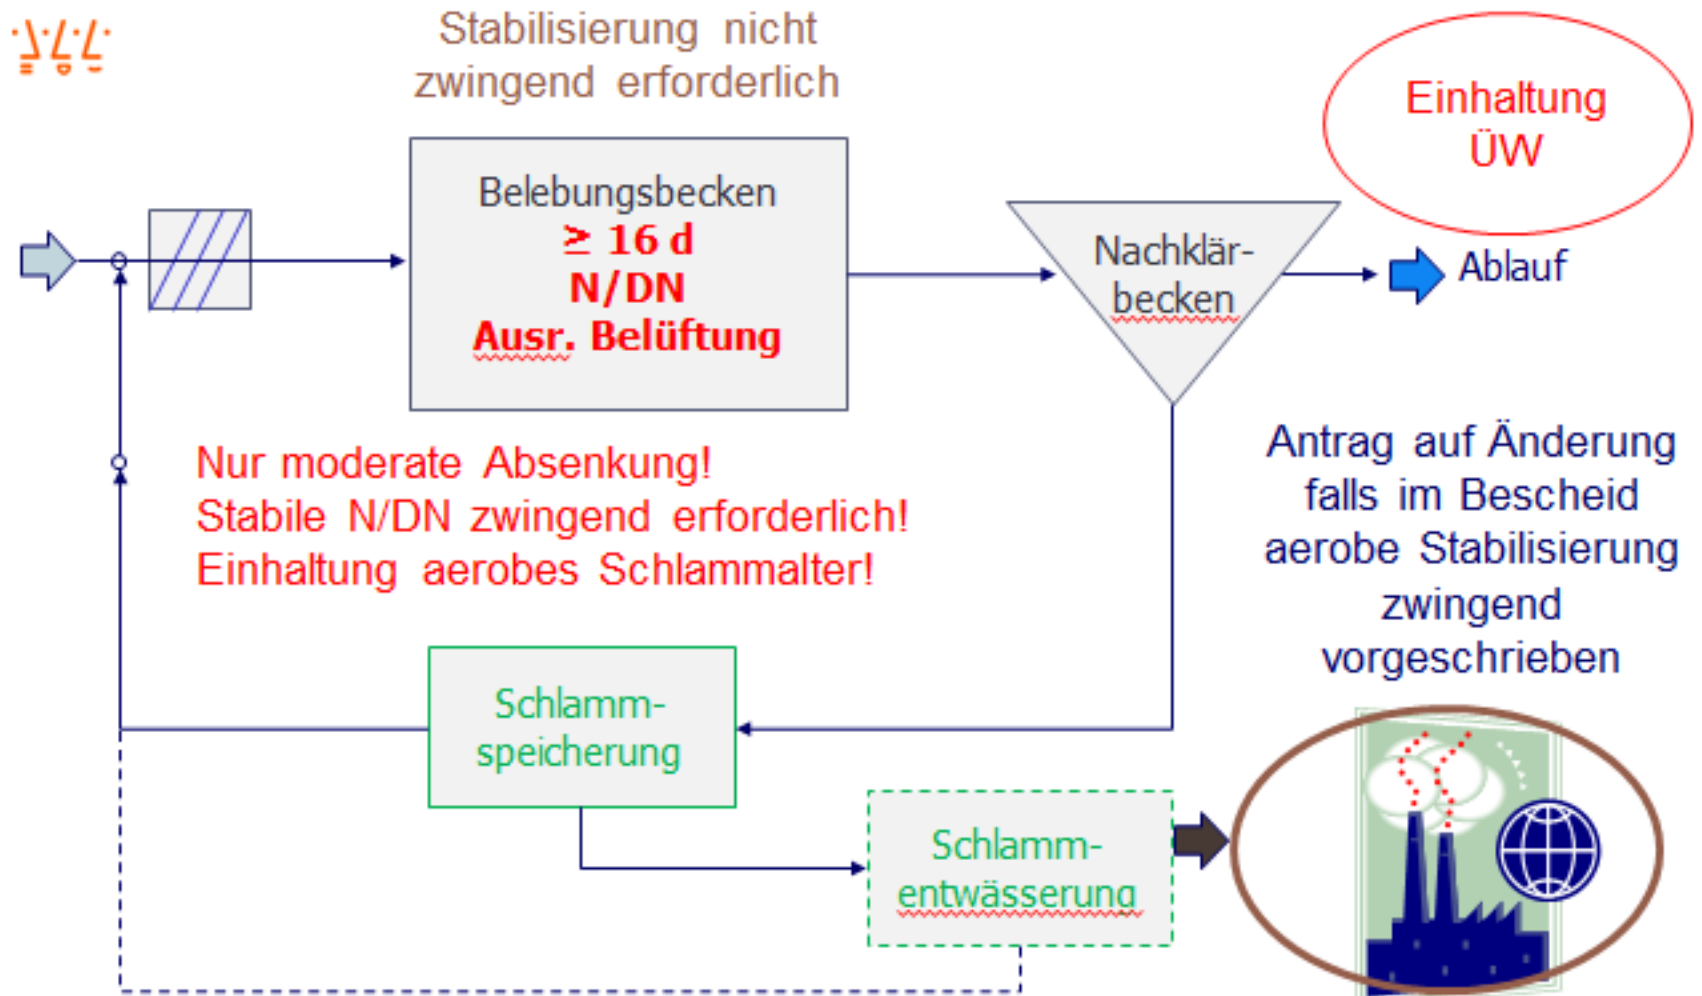 Stabilisierung nicht
zwingend erforderlich
Einhaltung
ÜW
Belebungsbecken
≥ 16 d
N/DN
Ausr. Belüftung
Nachklär-
becken
Ablauf
Nur moderate Absenkung!
Stabile N/DN zwingend erforderlich!
Einhaltung aerobes Schlammalter!
Antrag auf Änderung
falls im Bescheid
aerobe Stabilisierung
zwingend
vorgeschrieben
Schlamm-
speicherung
Schlamm-
entwässerung